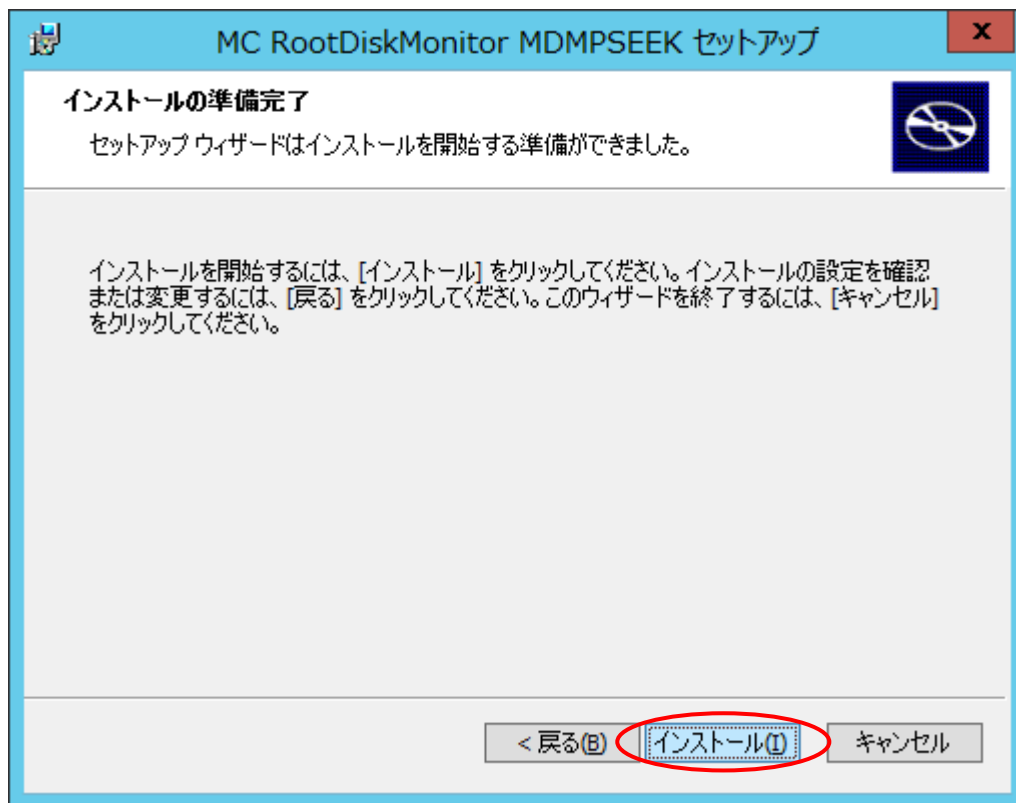 MC RootDiskMonitor MDMPSEEK セットアップ
x
インストールの準備完了
セットアップ ウィザードはインストールを開始する準備ができました。
インストールを開始するには、[インストール] をクリックしてください。インストールの設定を確認
または変更するには、[戻る] をクリックしてください。このウィザードを終了するには、[キャンセル]
をクリックしてください。
< 戻る(B) インストール(I) キャンセル